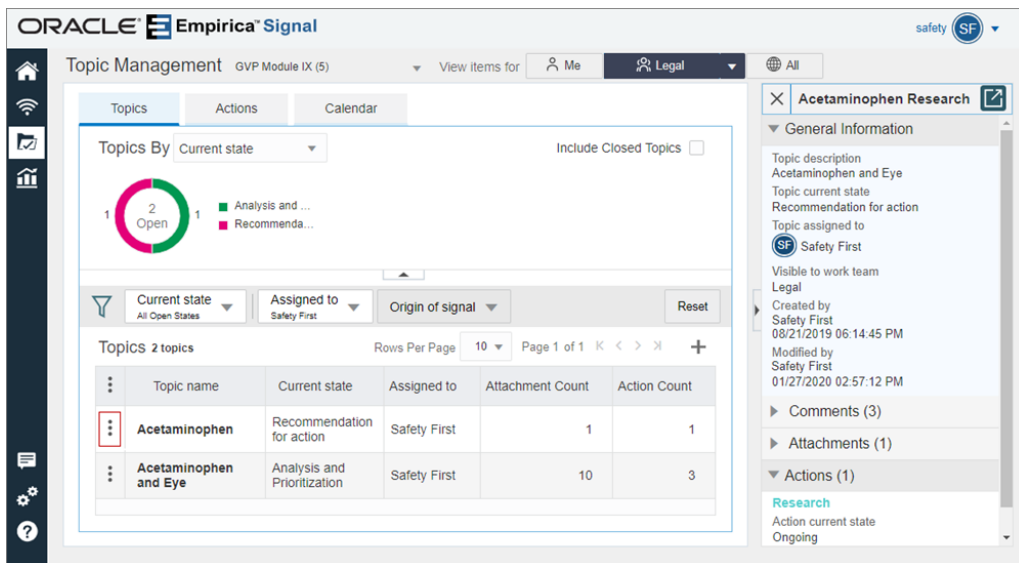 ORACLE Empirica™ Signal
safety SF
Topic Management GVP Module IX (5) View items for Me Legal All
Topics Actions Calendar
Topics By Current state Include Closed Topics
1 2 Open 1
Analysis and ...
Recommenda...
Current state
All Open States
Assigned to
Safety First
Origin of signal
Reset
Topics 2 topics Rows Per Page 10 Page 1 of 1
Topic name Current state Assigned to Attachment Count Action Count
Acetaminophen Recommendation for action Safety First 1 1
Acetaminophen and Eye Analysis and Prioritization Safety First 10 3
Acetaminophen Research
General Information
Topic description
Acetaminophen and Eye
Topic current state
Recommendation for action
Topic assigned to
SF Safety First
Visible to work team
Legal
Created by
Safety First
08/21/2019 06:14:45 PM
Modified by
Safety First
01/27/2020 02:57:12 PM
Comments (3)
Attachments (1)
Actions (1)
Research
Action current state
Ongoing